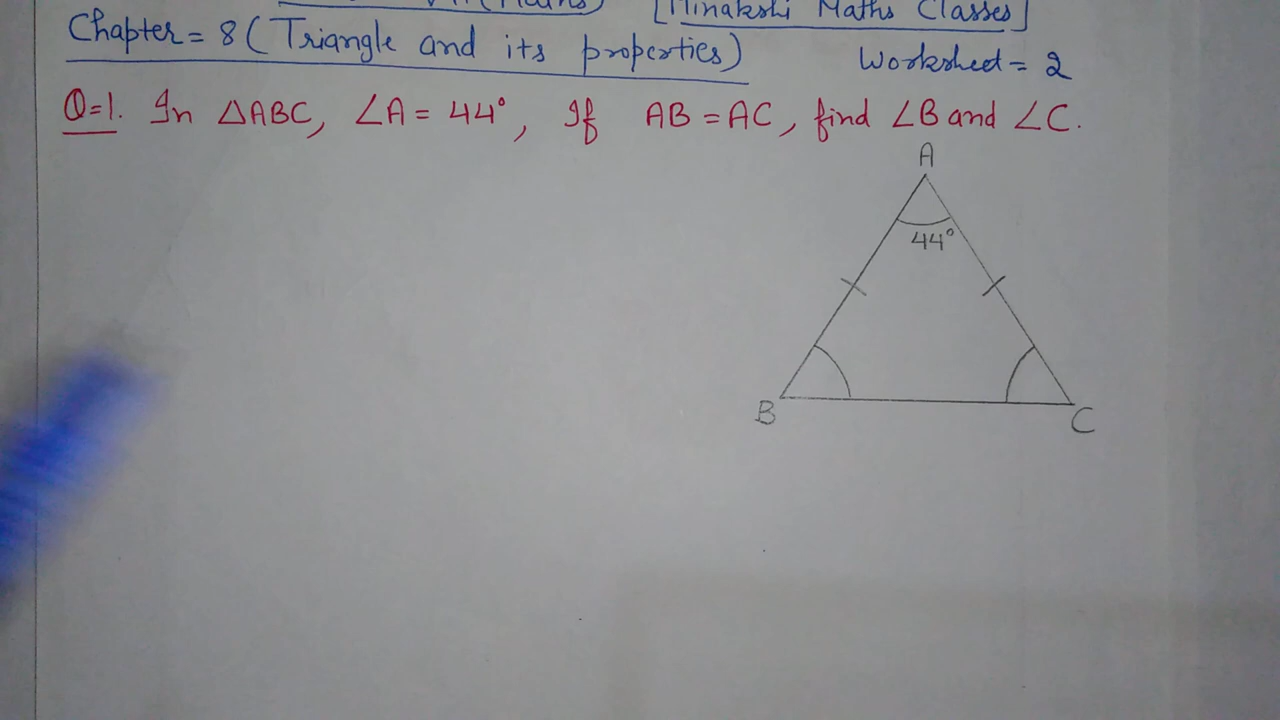 [Minakshi Maths Classes]
Chapter = 8 ( Triangle and its properties) Worksheet = 2
Q=1. In △ABC, ∠A = 44°, If AB = AC, find ∠B and ∠C.
A
44°
B
C